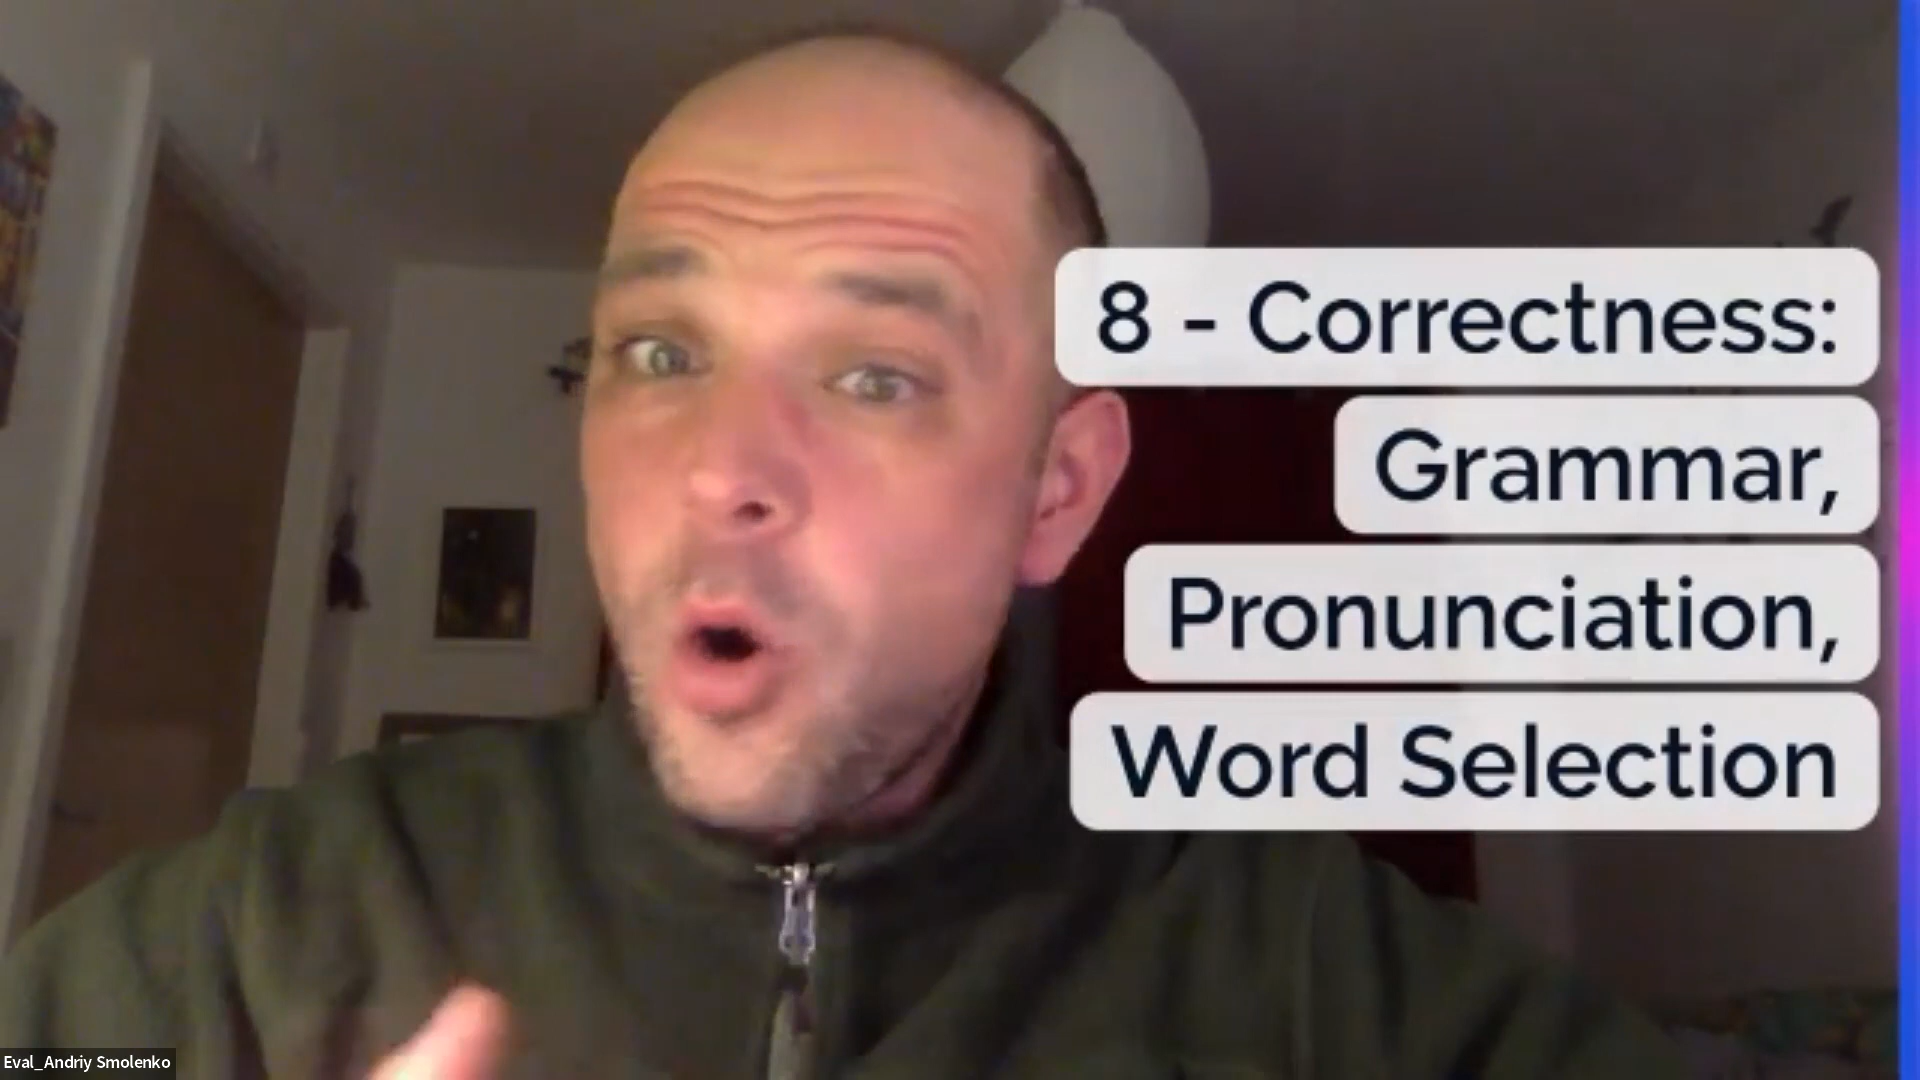 8 - Correctness:
Grammar,
Pronunciation,
Word Selection
Eval_Andriy Smolenko